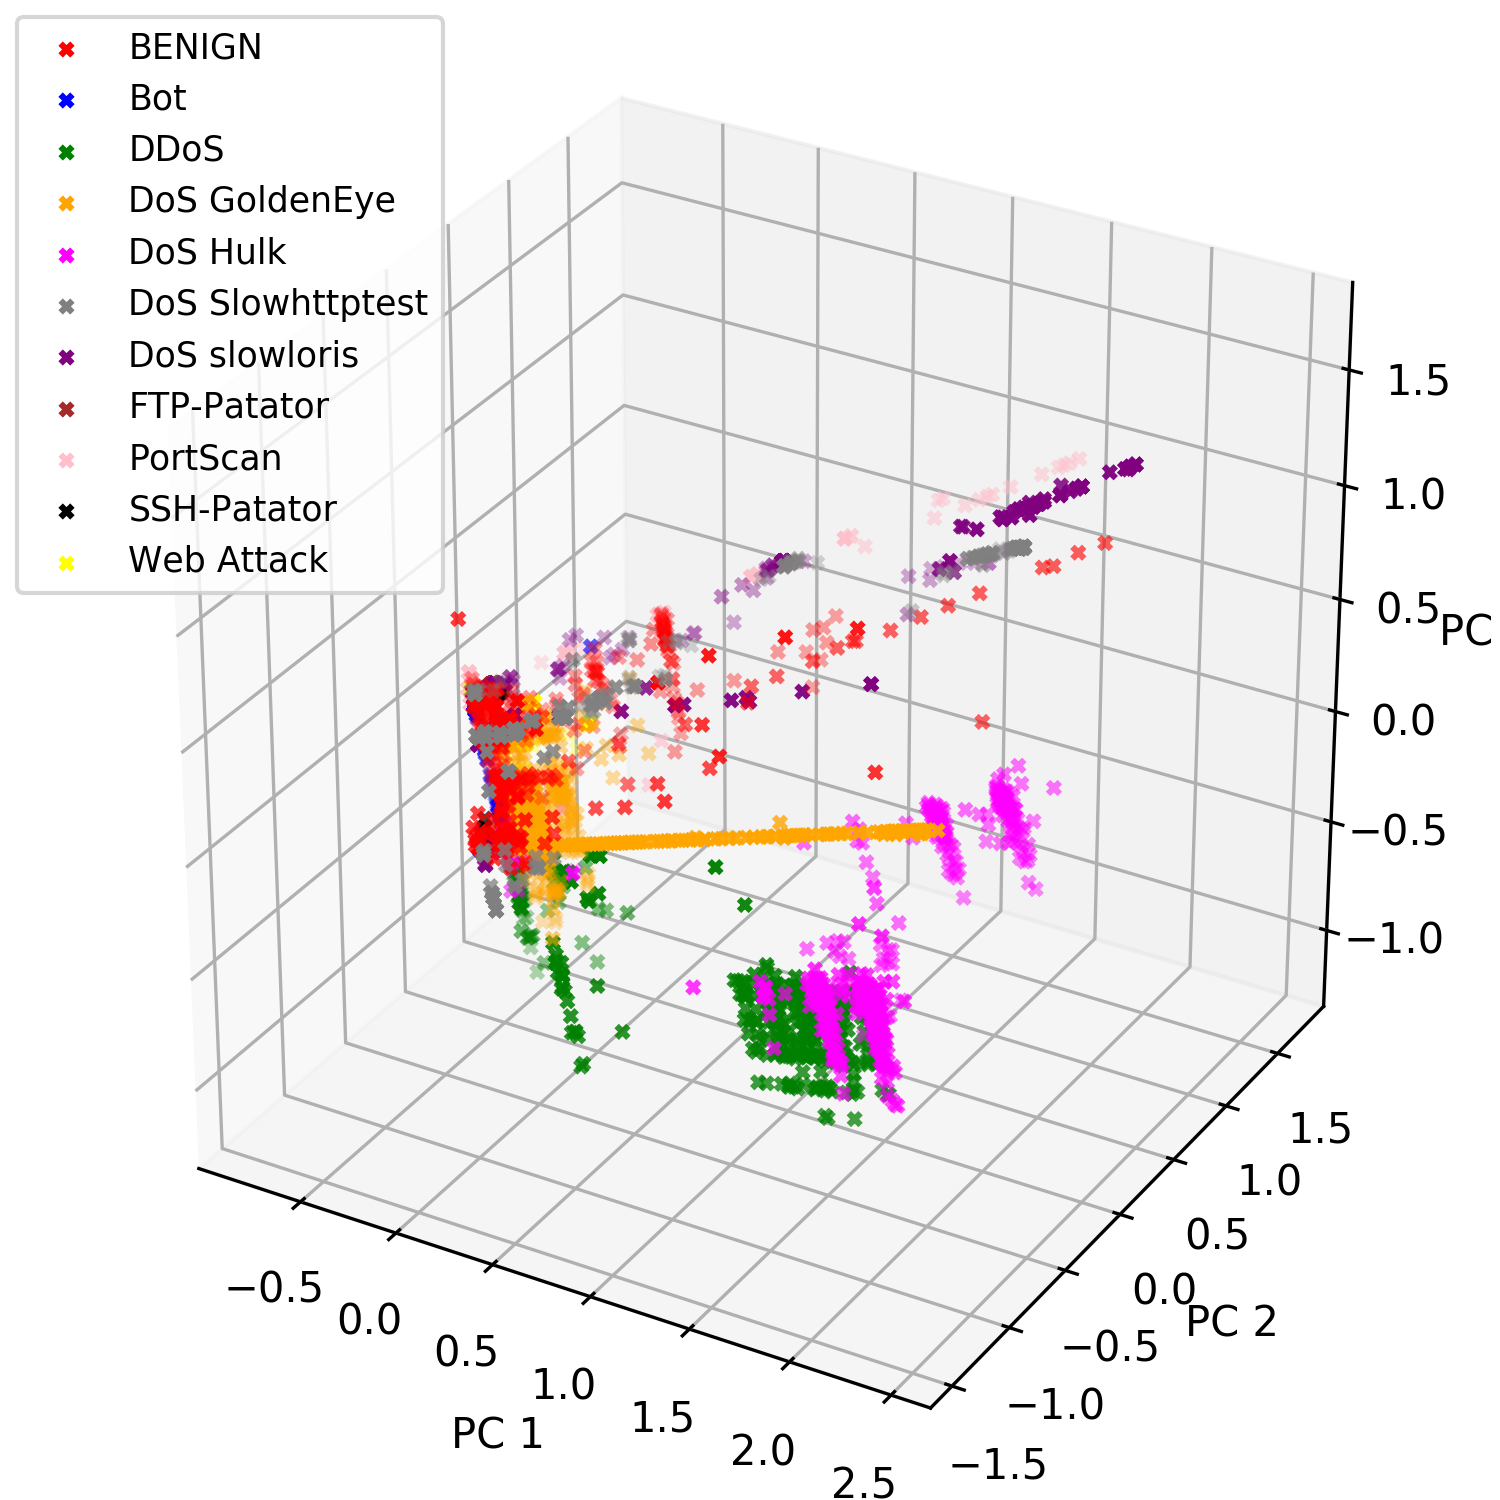 BENIGN
Bot
DDoS
DoS GoldenEye
DoS Hulk
DoS Slowhttptest
DoS slowloris
FTP-Patator
PortScan
SSH-Patator
Web Attack
1.5
1.0
0.5
PC
0.0
−0.5
−1.0
1.5
1.0
0.5
0.0
−0.5
−1.0
−1.5
PC 2
−0.5
0.0
0.5
1.0
1.5
2.0
2.5
PC 1